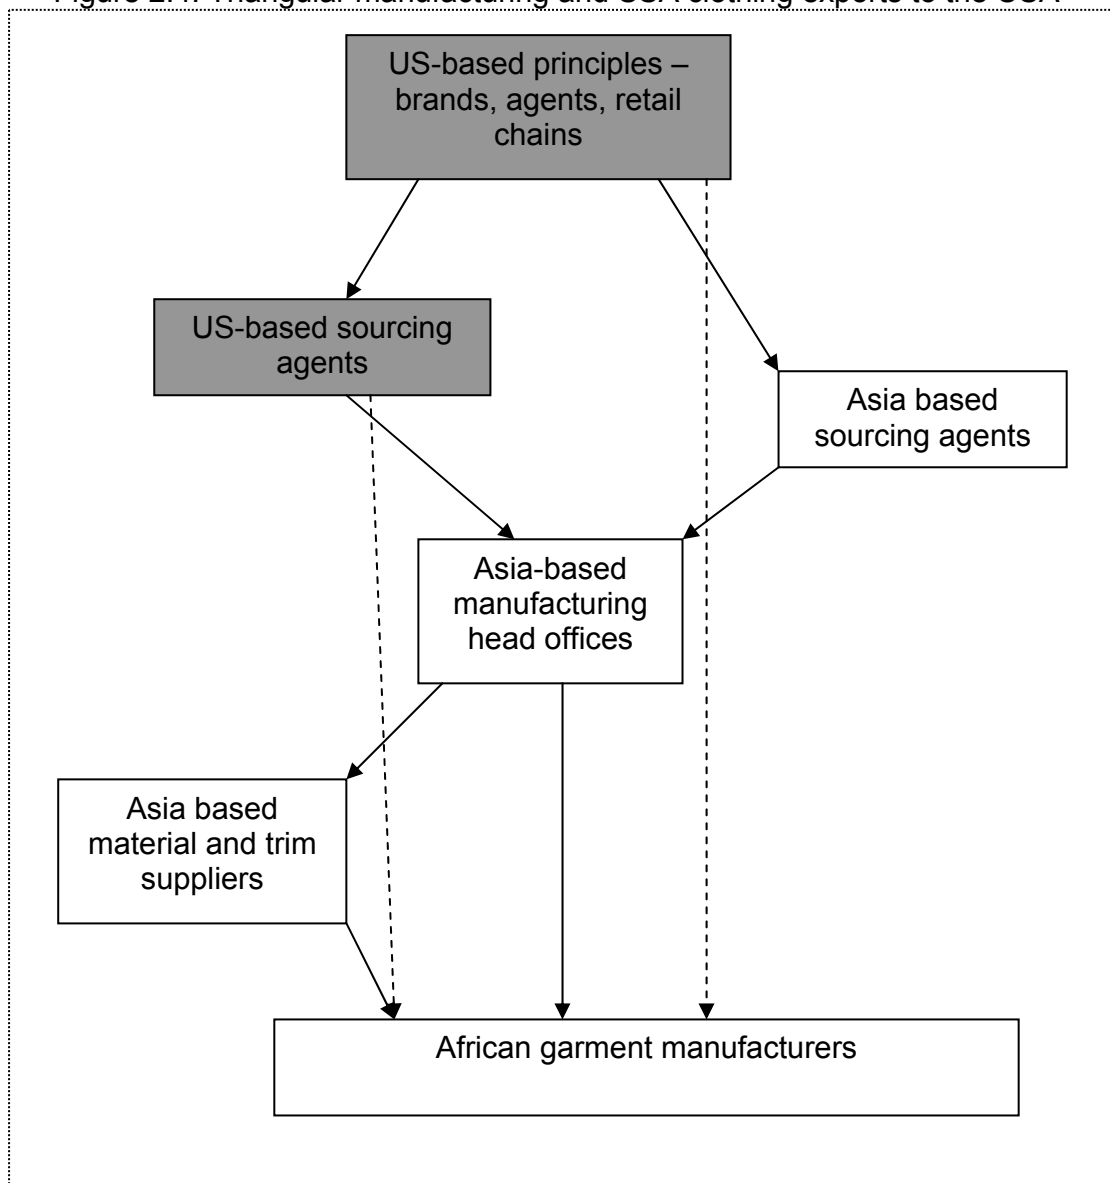 Figure Triangular manufacturing and SSA clothing exports to the USA
US-based principles –
brands, agents, retail
chains
US-based sourcing
agents
Asia based
sourcing agents
Asia-based
manufacturing
head offices
Asia based
material and trim
suppliers
African garment manufacturers